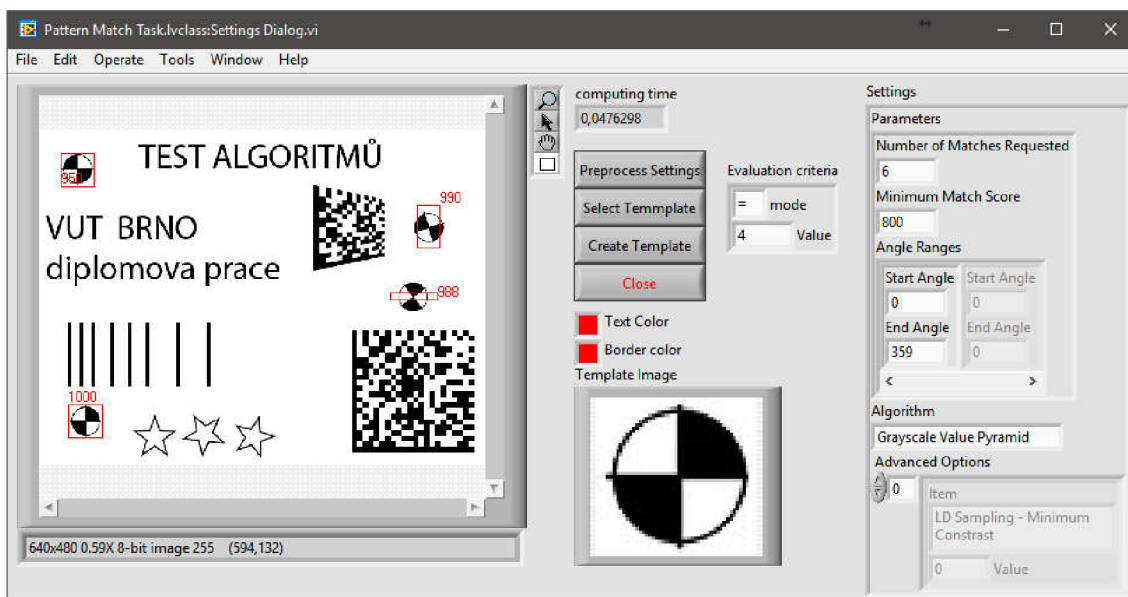 Pattern Match Task.lvclass:Settings Dialog.vi
File Edit Operate Tools Window Help
TEST ALGORITMŮ
990
VUT BRNO
diplomova prace
988
1000
640x480 0.59X 8-bit image 255 (594,132)
computing time
0,0476298
Preprocess Settings
Select Temmplate
Create Template
Close
Evaluation criteria
= mode
4 Value
Text Color
Border color
Template Image
Settings
Parameters
Number of Matches Requested
6
Minimum Match Score
800
Angle Ranges
Start Angle Start Angle
0 0
End Angle End Angle
359 0
Algorithm
Grayscale Value Pyramid
Advanced Options
0
Item
LD Sampling - Minimum
Constrast
0 Value